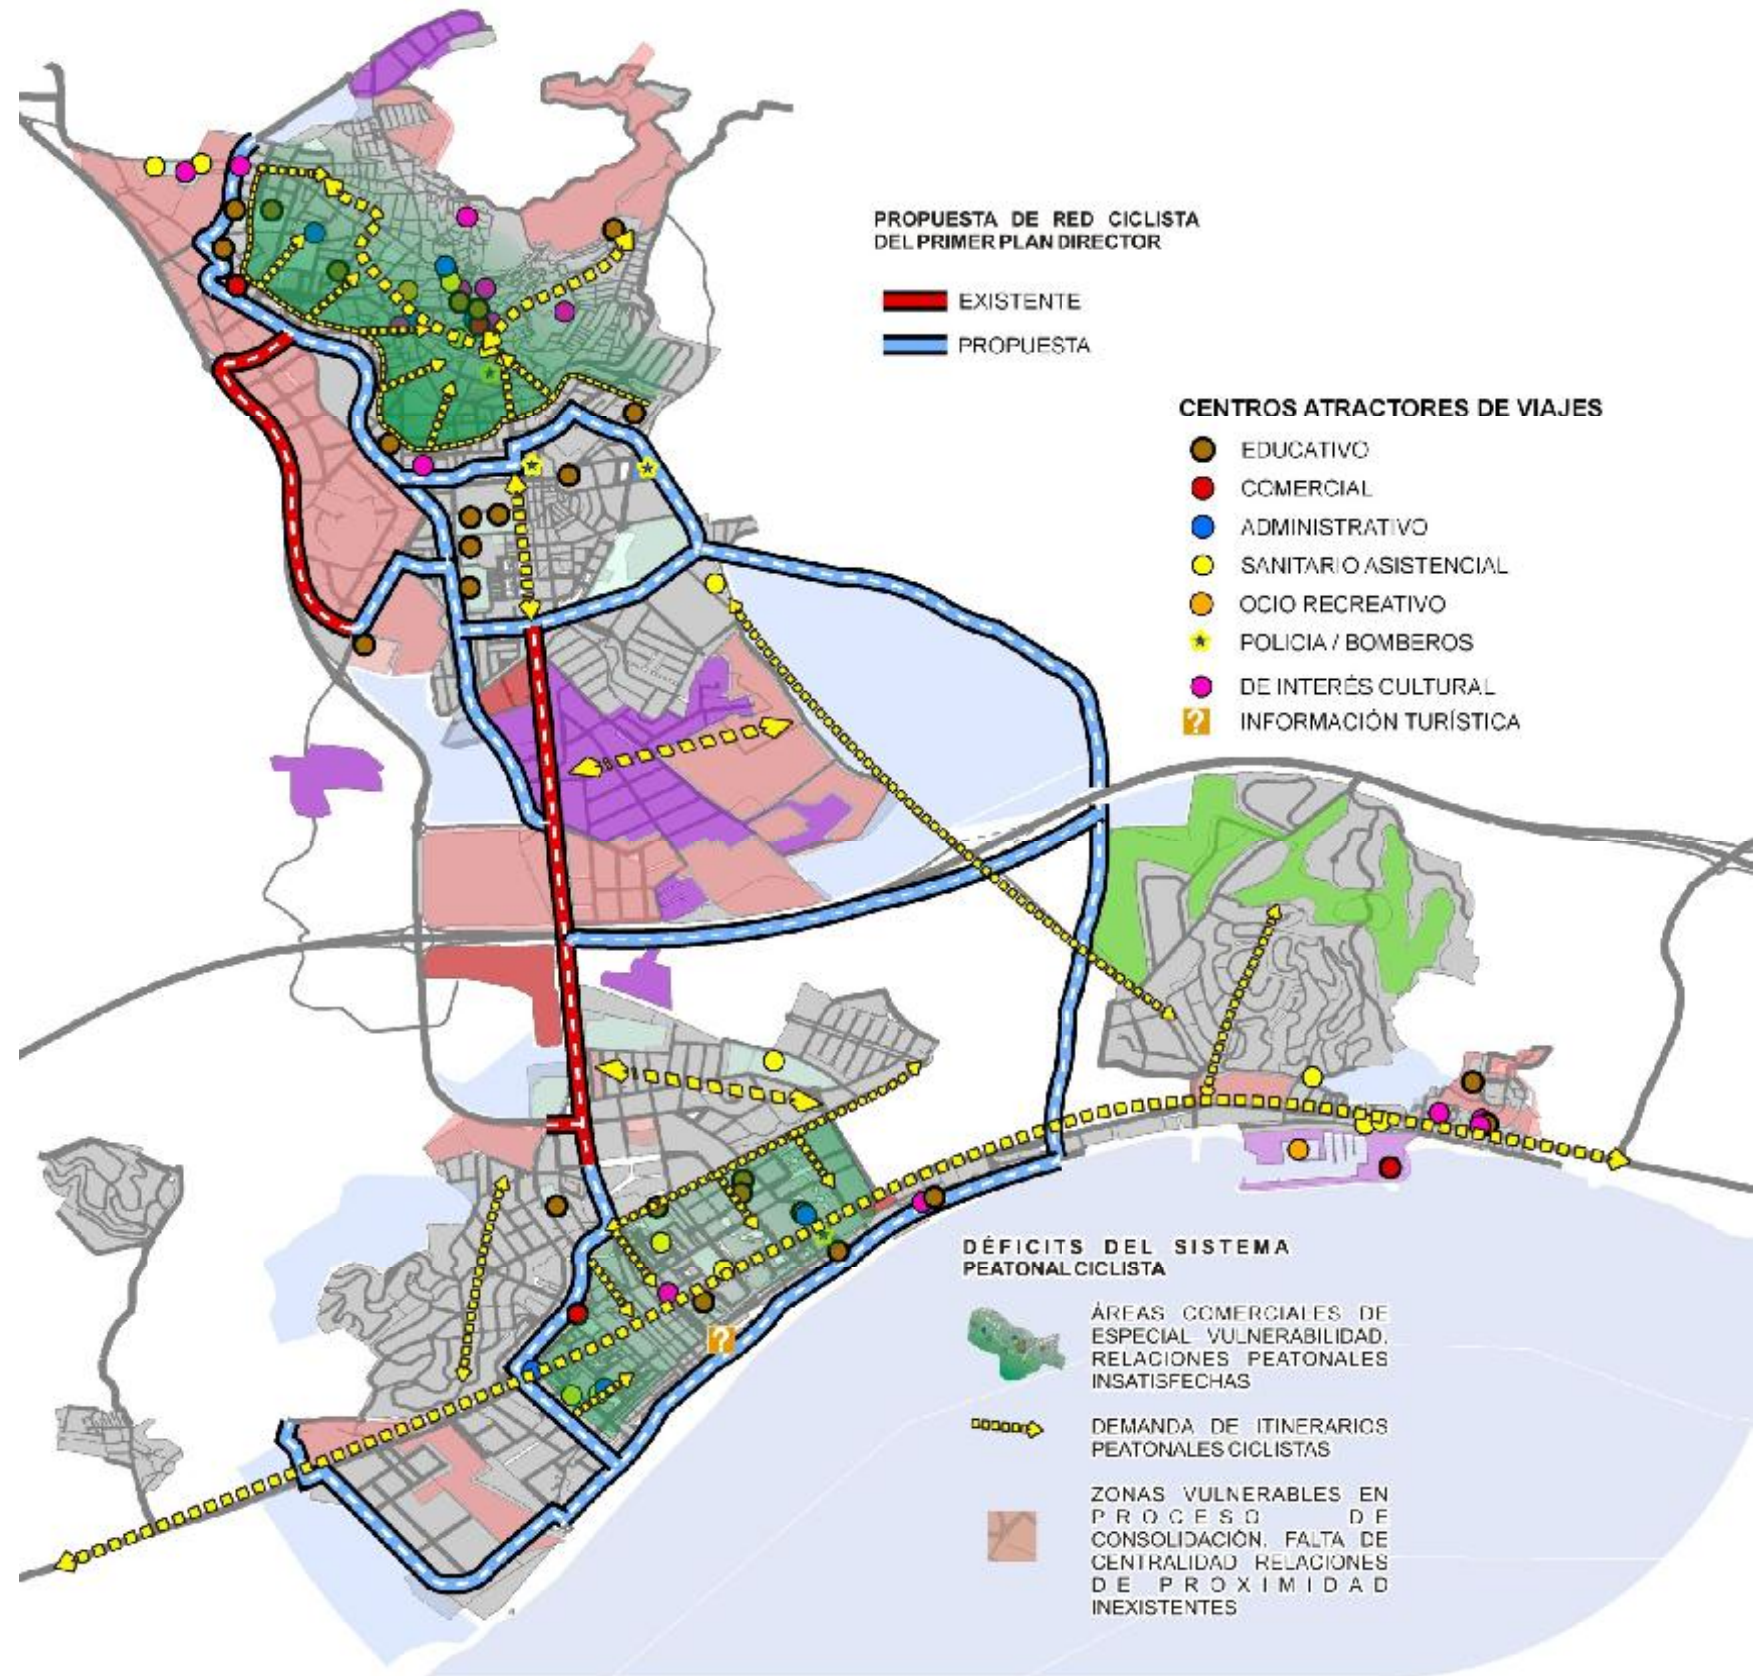 PROPUESTA DE RED CICLISTA
DEL PRIMER PLAN DIRECTOR
EXISTENTE
PROPUESTA
CENTROS ATRACTORES DE VIAJES
EDUCATIVO
COMERCIAL
ADMINISTRATIVO
SANITARIO ASISTENCIAL
OCIO RECREATIVO
POLICIA / BOMBEROS
DE INTERÉS CULTURAL
? INFORMACIÓN TURÍSTICA
?
DÉFICITS DEL SISTEMA
PEATONAL CICLISTA
ÁREAS COMERCIALES DE
ESPECIAL VULNERABILIDAD.
RELACIONES PEATONALES
INSATISFECHAS
DEMANDA DE ITINERARIOS
PEATONALES CICLISTAS
ZONAS VULNERABLES EN
PROCESO DE
CONSOLIDACIÓN. FALTA DE
CENTRALIDAD RELACIONES
DE PROXIMIDAD
INEXISTENTES